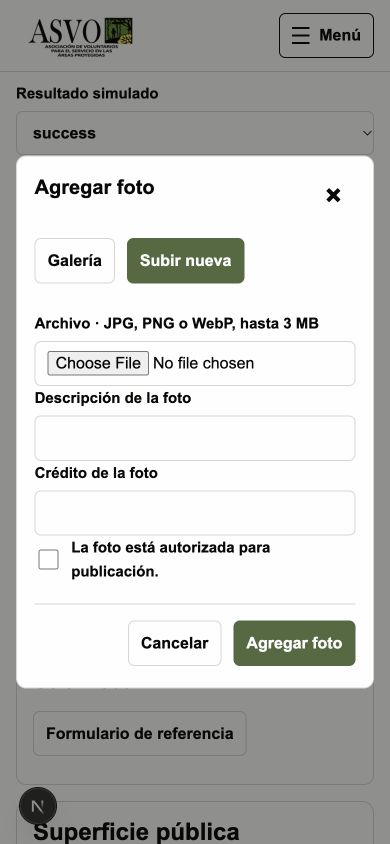 ASVO
ASOCIACIÓN DE VOLUNTARIOS
PARA EL SERVICIO EN LAS
ÁREAS PROTEGIDAS
Menú
Resultado simulado
success
Agregar foto
Galería
Subir nueva
Archivo · JPG, PNG o WebP, hasta 3 MB
Choose File No file chosen
Descripción de la foto
Crédito de la foto
La foto está autorizada para
publicación.
Cancelar
Agregar foto
Formulario de referencia
N
Superficie pública